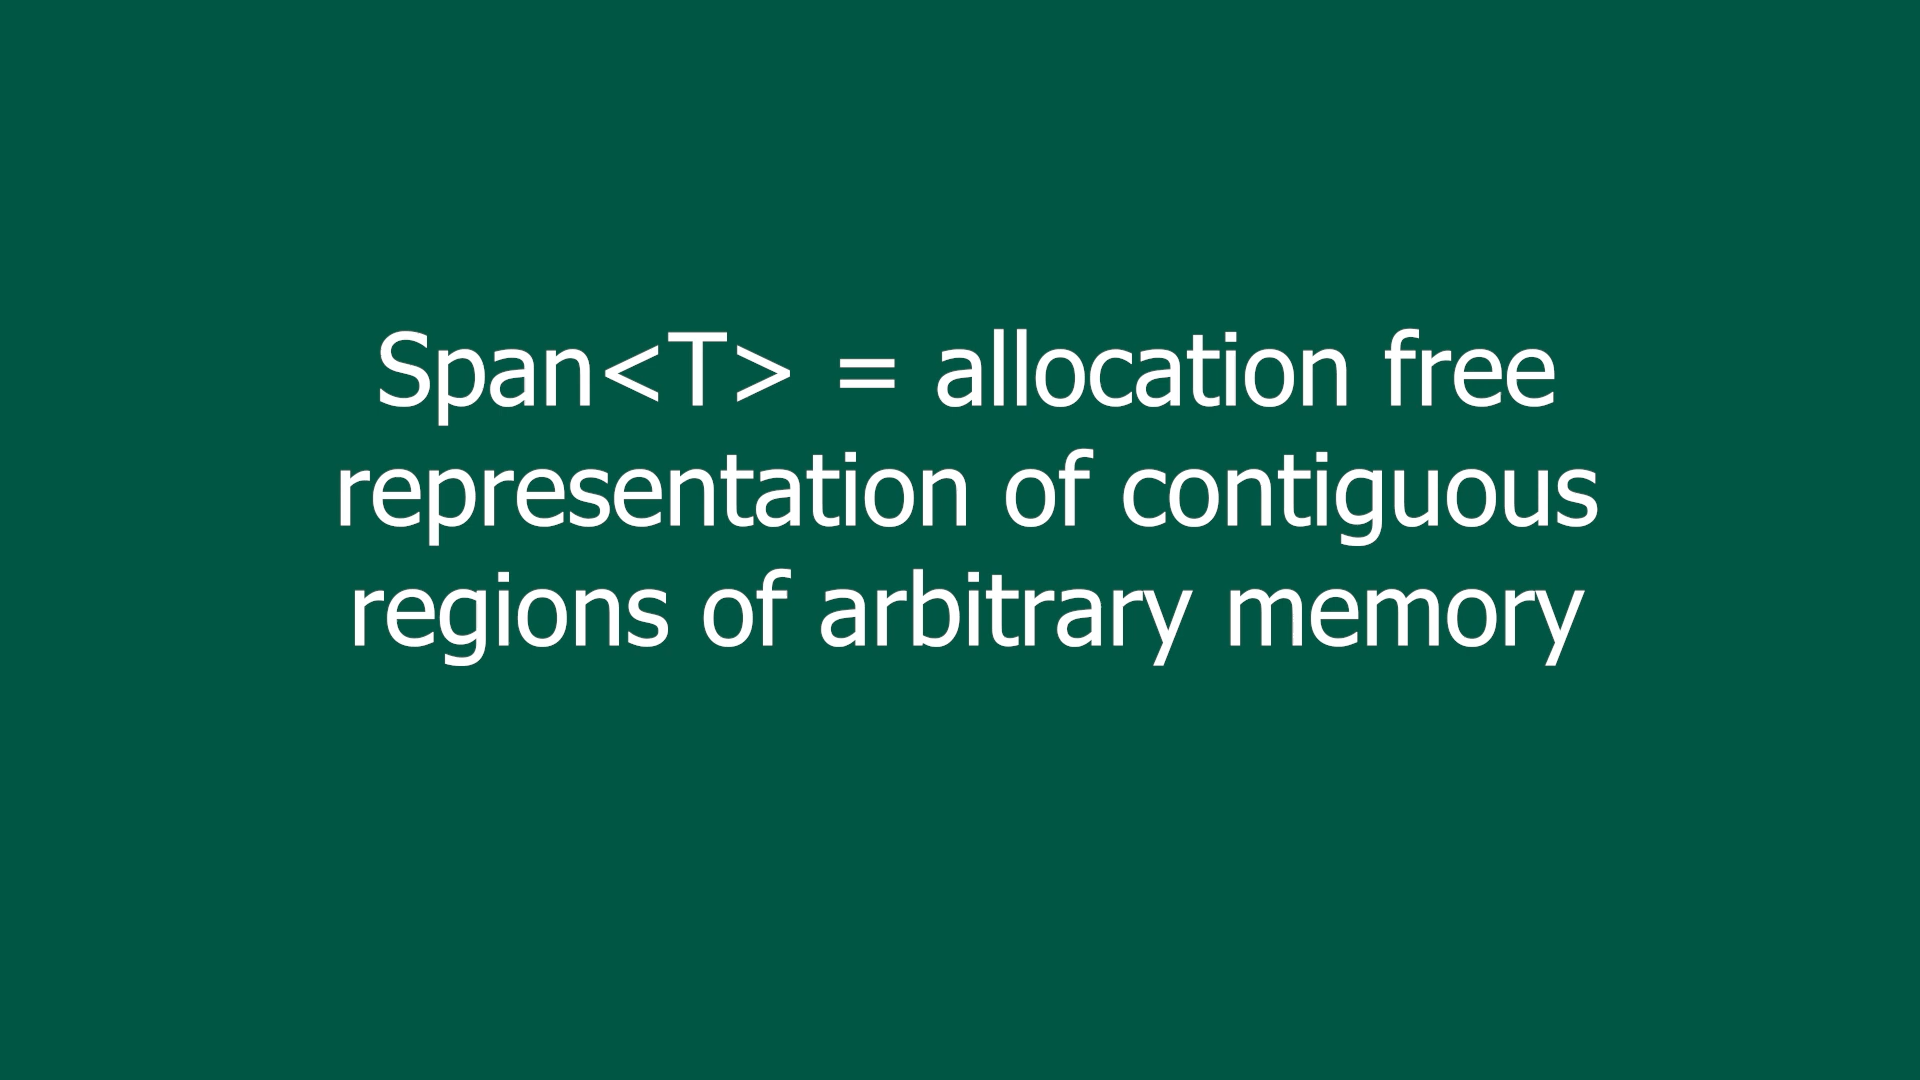 Span<T> = allocation free
representation of contiguous
regions of arbitrary memory